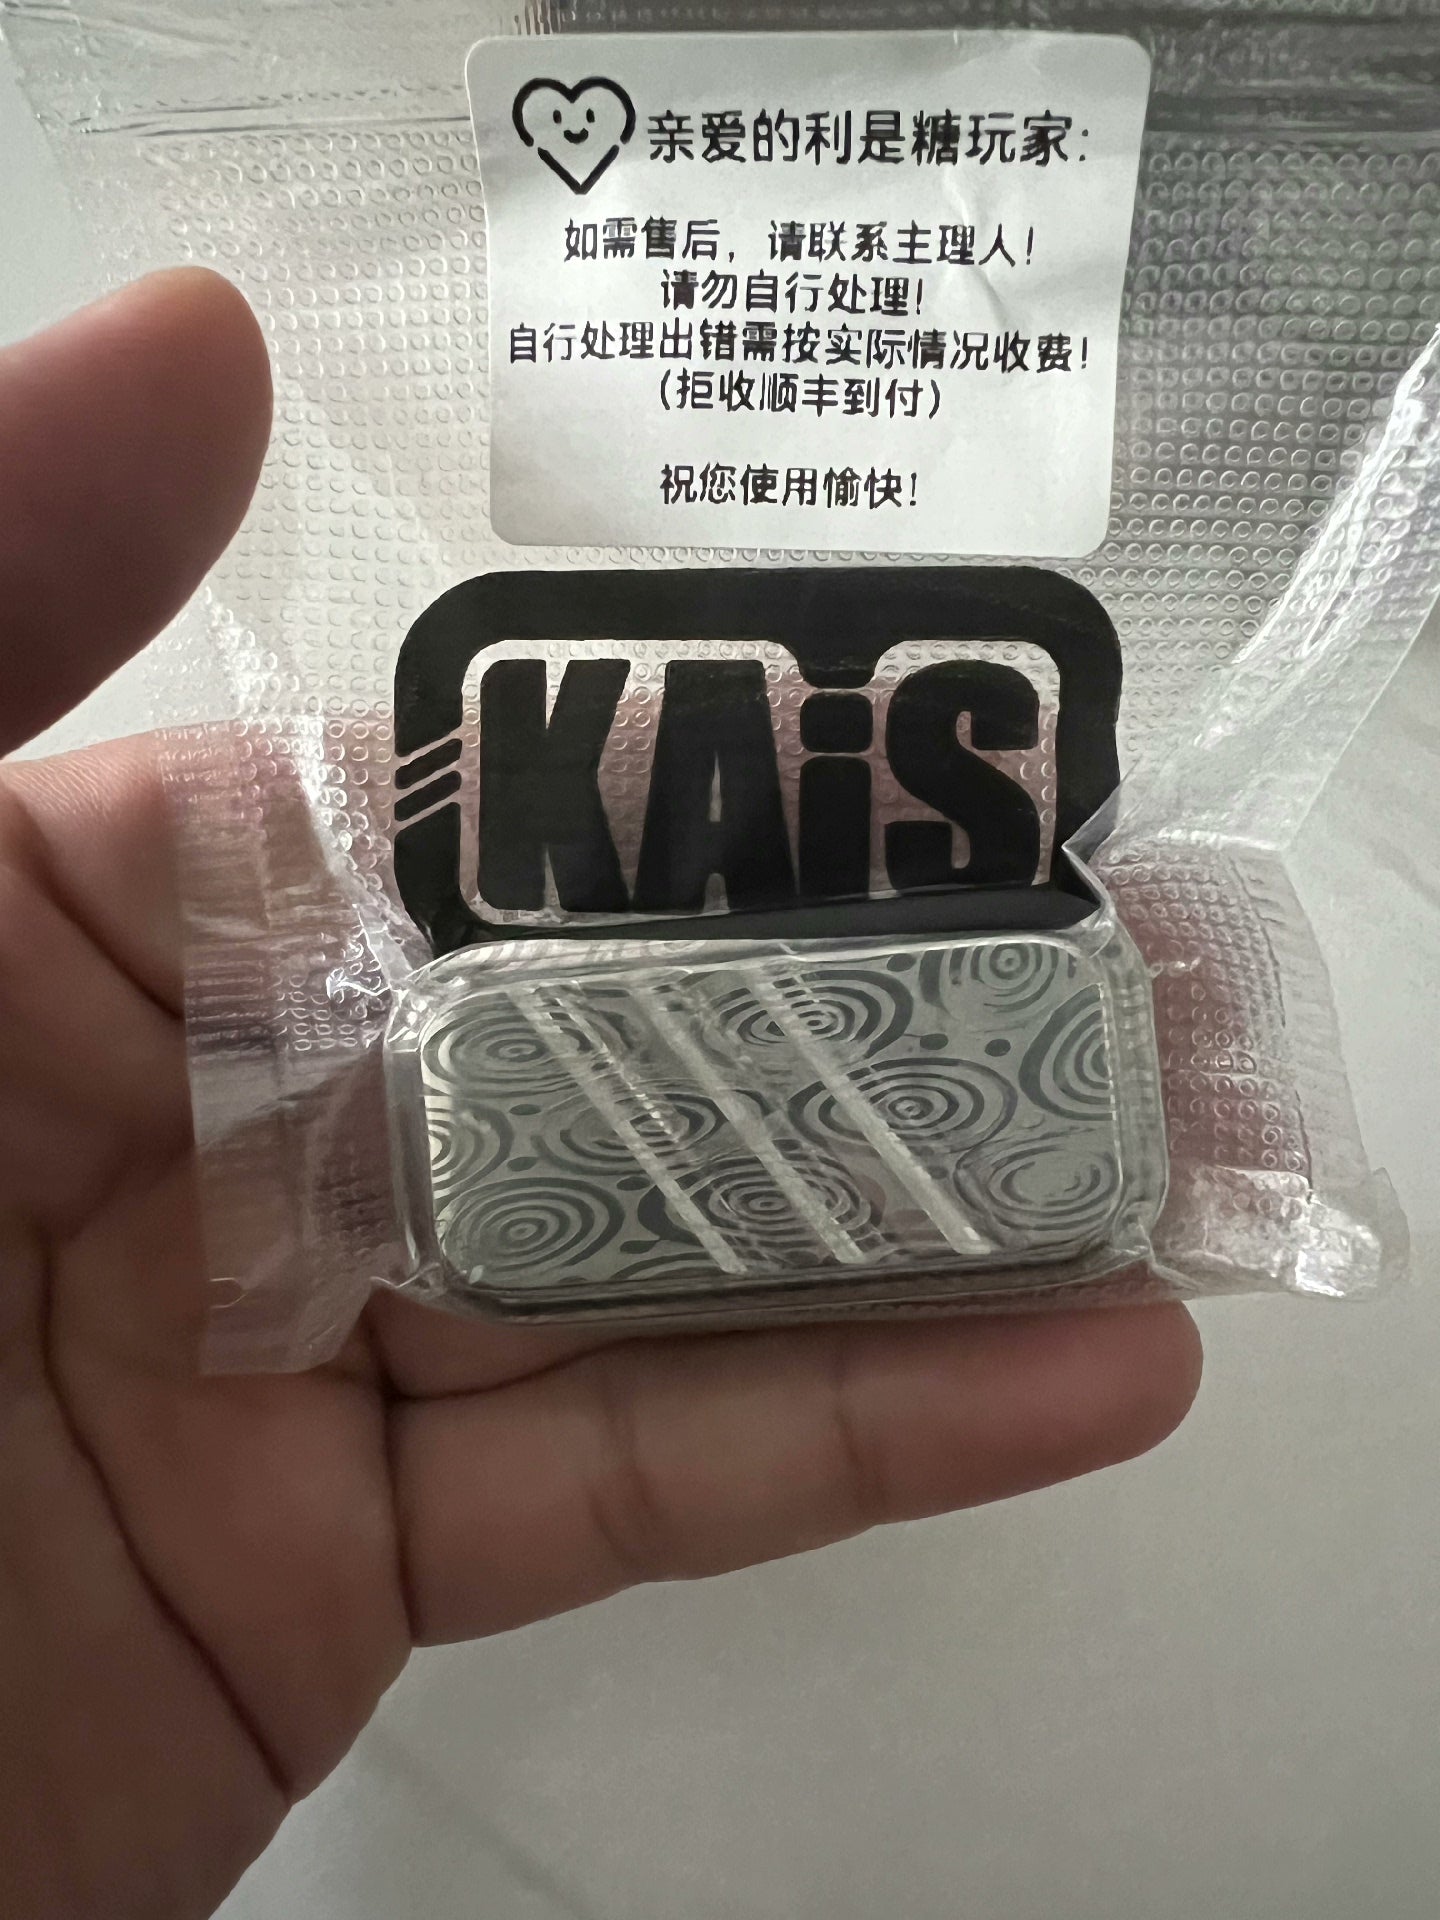 亲爱的利是糖玩家:
如需售后，请联系主理人!
请勿自行处理!
自行处理出错需按实际情况收费!
(拒收顺丰到付)
祝您使用愉快!
KAiS